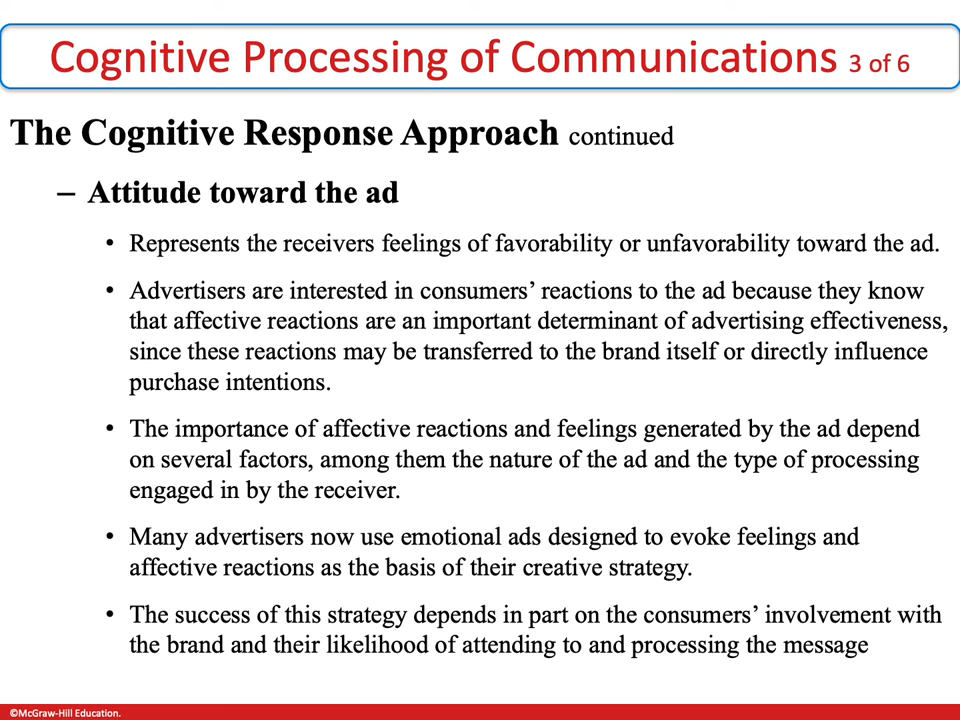 Cognitive Processing of Communications 3 of 6
The Cognitive Response Approach continued
– Attitude toward the ad
• Represents the receivers feelings of favorability or unfavorability toward the ad.
• Advertisers are interested in consumers’ reactions to the ad because they know
that affective reactions are an important determinant of advertising effectiveness,
since these reactions may be transferred to the brand itself or directly influence
purchase intentions.
• The importance of affective reactions and feelings generated by the ad depend
on several factors, among them the nature of the ad and the type of processing
engaged in by the receiver.
• Many advertisers now use emotional ads designed to evoke feelings and
affective reactions as the basis of their creative strategy.
• The success of this strategy depends in part on the consumers’ involvement with
the brand and their likelihood of attending to and processing the message
©McGraw-Hill Education.